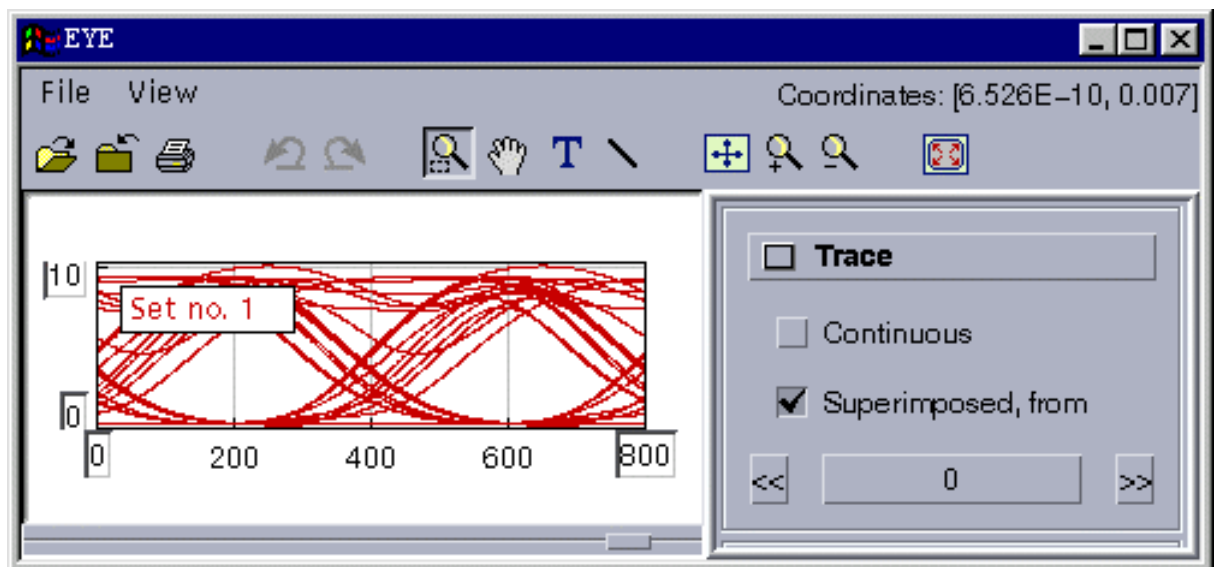 EYE
File View
Coordinates: [6.526E-10, 0.007]
T
10
Set no. 1
0
0 200 400 600 800
Trace
Continuous
Superimposed, from
<< 0 >>